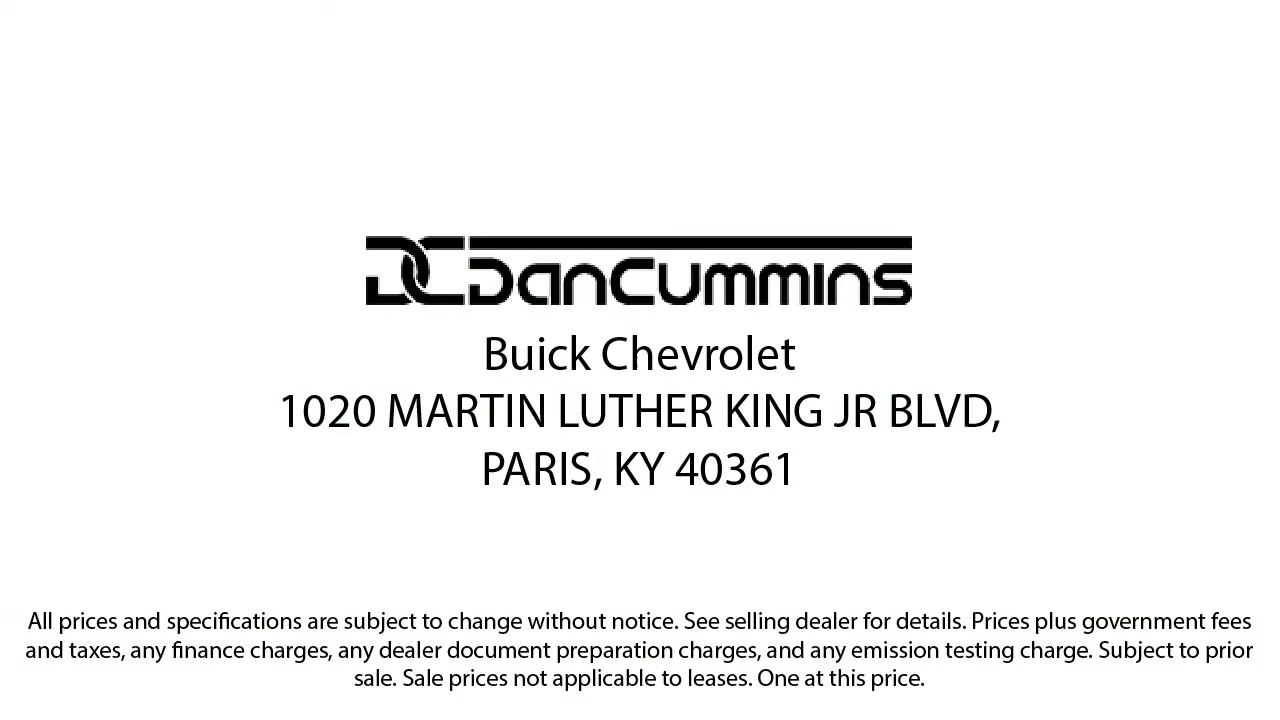 DC DanCummins
Buick Chevrolet
1020 MARTIN LUTHER KING JR BLVD,
PARIS, KY 40361
All prices and specifications are subject to change without notice. See selling dealer for details. Prices plus government fees
and taxes, any finance charges, any dealer document preparation charges, and any emission testing charge. Subject to prior
sale. Sale prices not applicable to leases. One at this price.